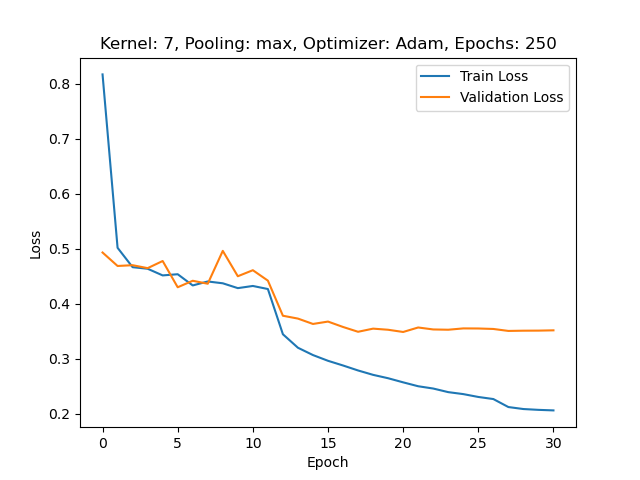 Kernel: 7, Pooling: max, Optimizer: Adam, Epochs: 250
Train Loss
Validation Loss
0.8
0.7
0.6
0.5
0.4
0.3
0.2
Loss
0 5 10 15 20 25 30
Epoch